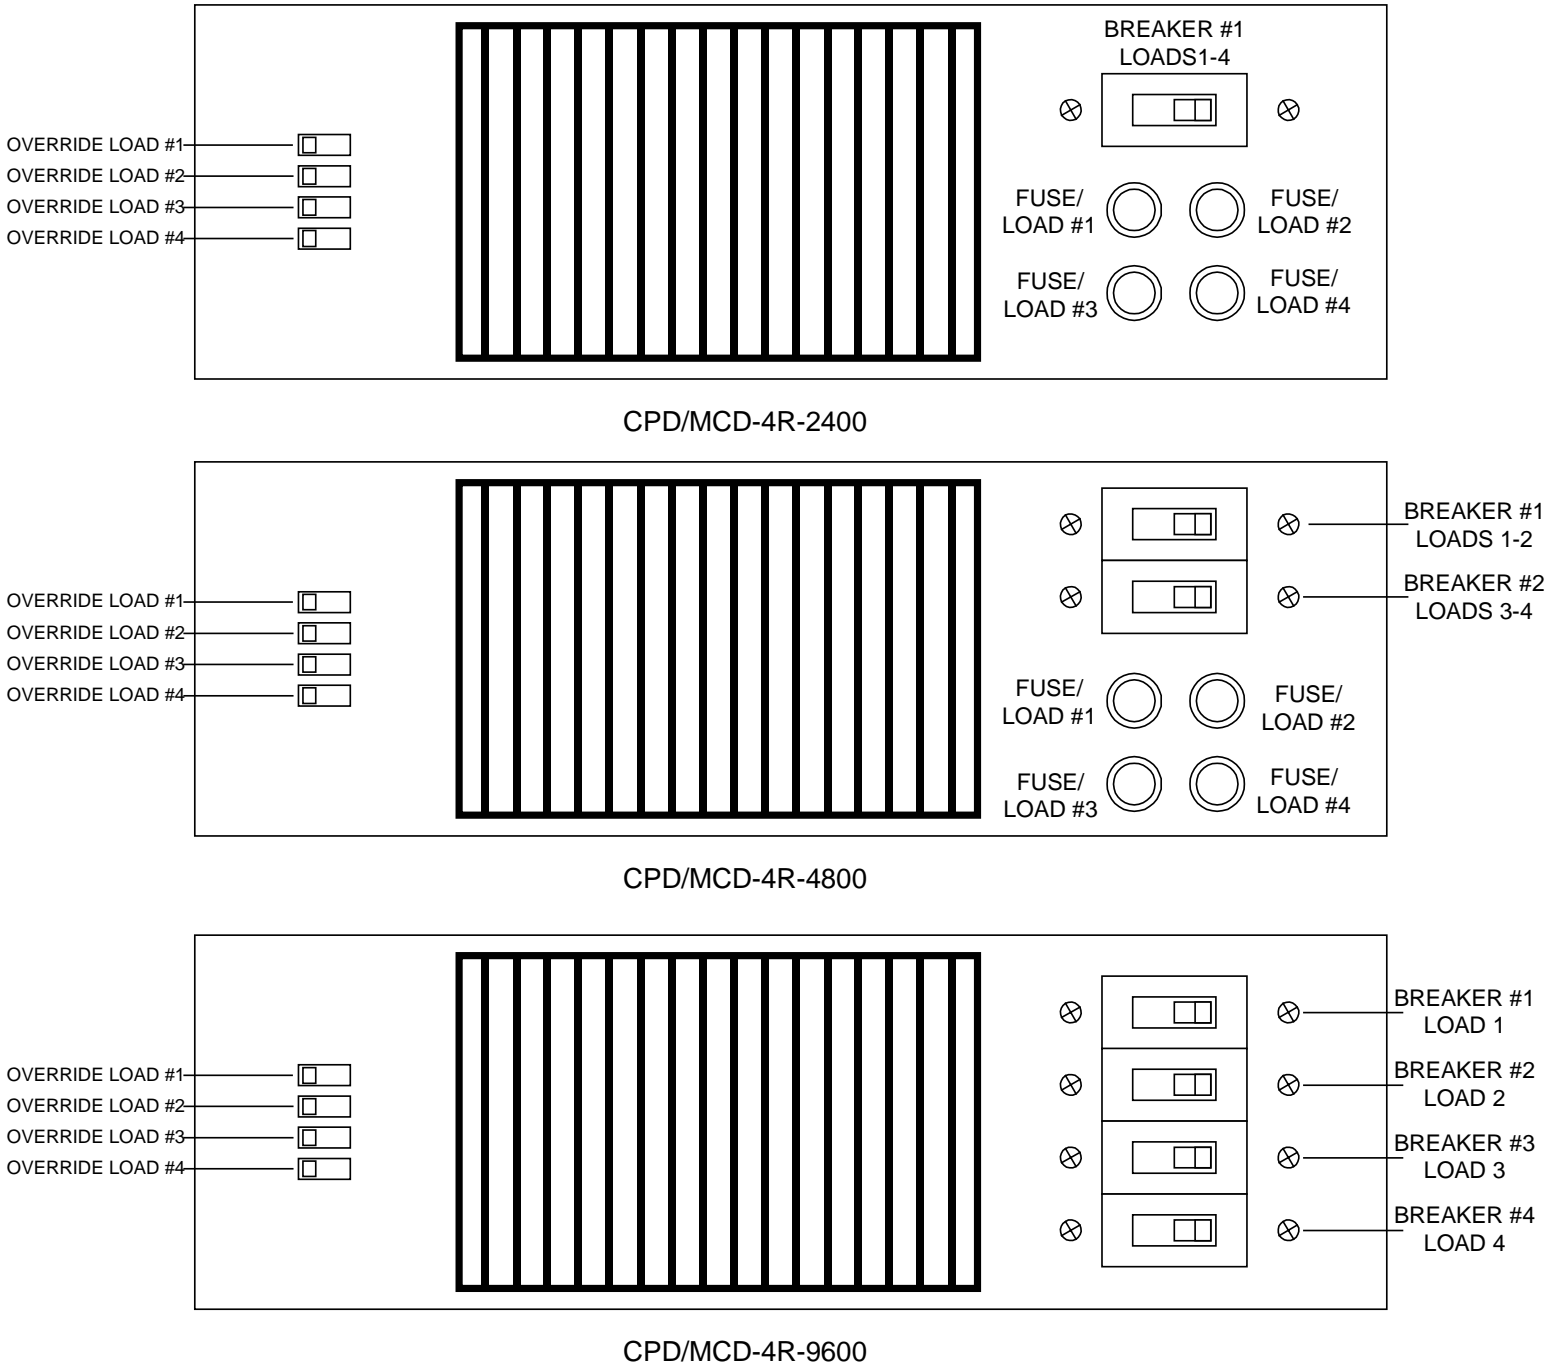 BREAKER #1
LOADS1-4
OVERRIDE LOAD #1
OVERRIDE LOAD #2
OVERRIDE LOAD #3
OVERRIDE LOAD #4
FUSE/
LOAD #1
FUSE/
LOAD #2
FUSE/
LOAD #3
FUSE/
LOAD #4
CPD/MCD-4R-2400
BREAKER #1
LOADS 1-2
BREAKER #2
LOADS 3-4
OVERRIDE LOAD #1
OVERRIDE LOAD #2
OVERRIDE LOAD #3
OVERRIDE LOAD #4
FUSE/
LOAD #1
FUSE/
LOAD #2
FUSE/
LOAD #3
FUSE/
LOAD #4
CPD/MCD-4R-4800
BREAKER #1
LOAD 1
BREAKER #2
LOAD 2
BREAKER #3
LOAD 3
BREAKER #4
LOAD 4
OVERRIDE LOAD #1
OVERRIDE LOAD #2
OVERRIDE LOAD #3
OVERRIDE LOAD #4
CPD/MCD-4R-9600